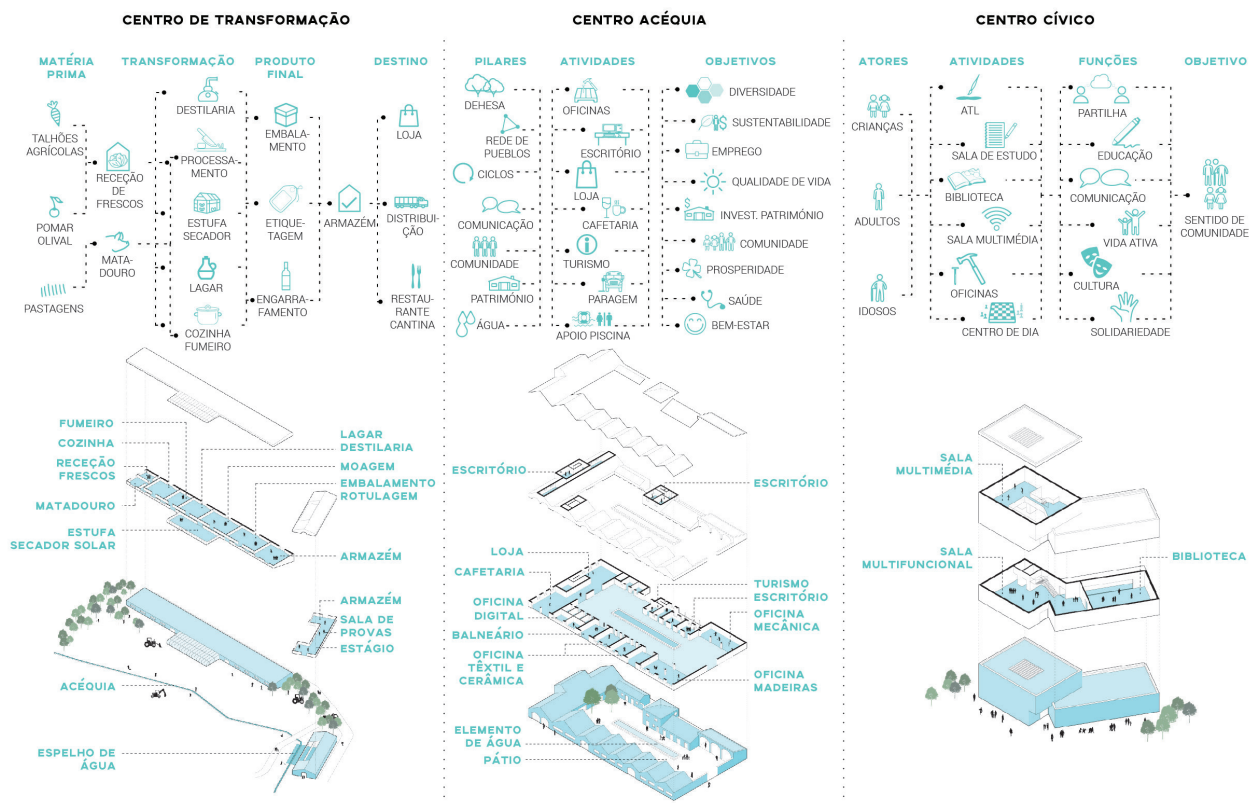 CENTRO DE TRANSFORMAÇÃO
MATÉRIA
PRIMA
TRANSFORMAÇÃO
PRODUTO
FINAL
DESTINO
TALHÕES
AGRÍCOLAS
POMAR
OLIVAL
PASTAGENS
RECEÇÃO
DE
FRESCOS
MATA-
DOURO
DESTILARIA
PROCESSA-
MENTO
ESTUFA
SECADOR
LAGAR
COZINHA
FUMEIRO
EMBALA-
MENTO
ETIQUE-
TAGEM
ENGARRA-
FAMENTO
ARMAZÉM
LOJA
DISTRIBUI-
ÇÃO
RESTAU-
RANTE
CANTINA
FUMEIRO
COZINHA
RECEÇÃO
FRESCOS
MATADOURO
ESTUFA
SECADOR SOLAR
LAGAR
DESTILARIA
MOAGEM
EMBALAMENTO
ROTULAGEM
ARMAZÉM
ARMAZÉM
SALA DE
PROVAS
ESTÁGIO
ACÉQUIA
ESPELHO DE
ÁGUA
CENTRO ACÉQUIA
PILARES
ATIVIDADES
OBJETIVOS
DEHESA
REDE DE
PUEBLOS
CICLOS
COMUNICAÇÃO
COMUNIDADE
PATRIMÓNIO
ÁGUA
OFICINAS
ESCRITÓRIO
LOJA
CAFETARIA
TURISMO
PARAGEM
APOIO PISCINA
DIVERSIDADE
SUSTENTABILIDADE
EMPREGO
QUALIDADE DE VIDA
INVEST. PATRIMÓNIO
COMUNIDADE
PROSPERIDADE
SAÚDE
BEM-ESTAR
ESCRITÓRIO
ESCRITÓRIO
LOJA
CAFETARIA
OFICINA
DIGITAL
BALNEÁRIO
OFICINA
TÊXTIL E
CERÂMICA
TURISMO
ESCRITÓRIO
OFICINA
MECÂNICA
OFICINA
MADEIRAS
ELEMENTO
DE ÁGUA
PÁTIO
CENTRO CÍVICO
ATORES
ATIVIDADES
FUNÇÕES
OBJETIVO
CRIANÇAS
ADULTOS
IDOSOS
ATL
SALA DE ESTUDO
BIBLIOTECA
SALA MULTIMÉDIA
OFICINAS
CENTRO DE DIA
PARTILHA
EDUCAÇÃO
COMUNICAÇÃO
VIDA ATIVA
CULTURA
SOLIDARIEDADE
SENTIDO DE
COMUNIDADE
SALA
MULTIMÉDIA
SALA
MULTIFUNCIONAL
BIBLIOTECA